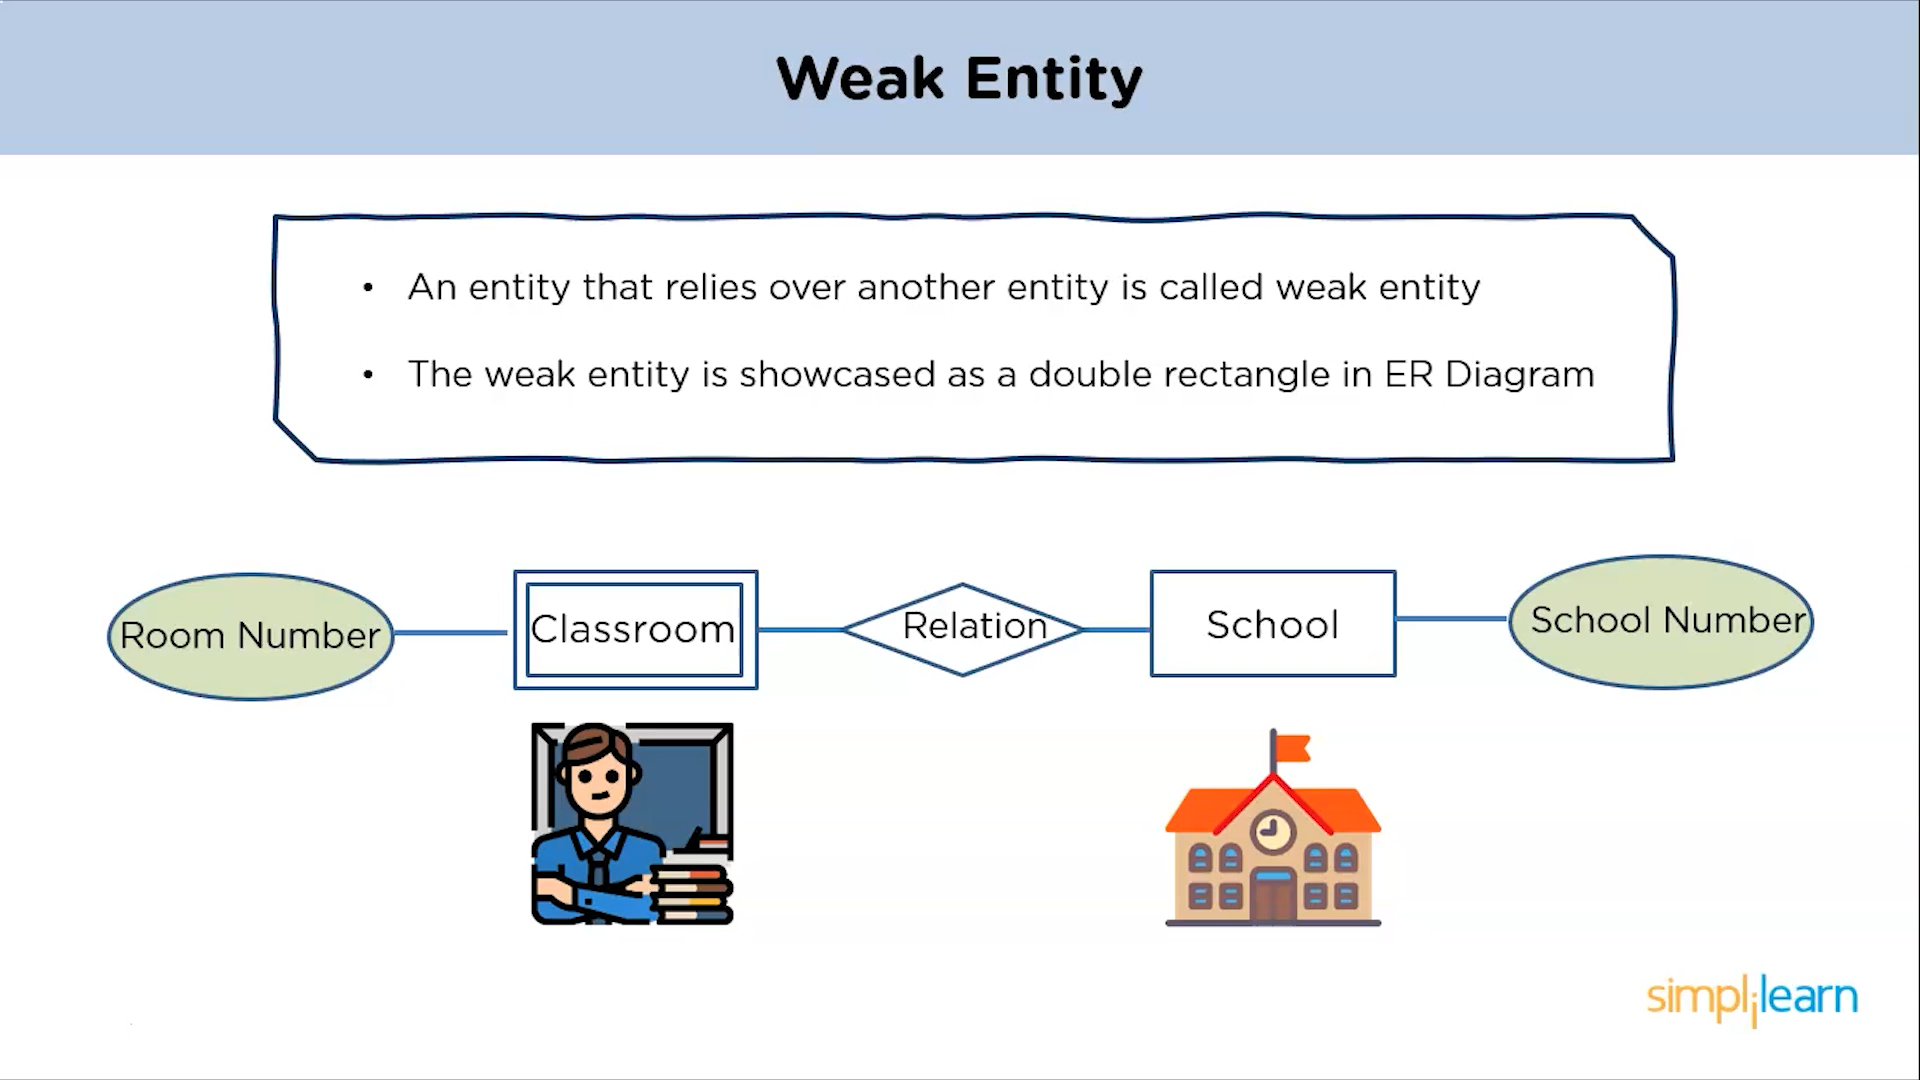 Weak Entity
• An entity that relies over another entity is called weak entity
• The weak entity is showcased as a double rectangle in ER Diagram
Room Number
Classroom
Relation
School
School Number
simplilearn